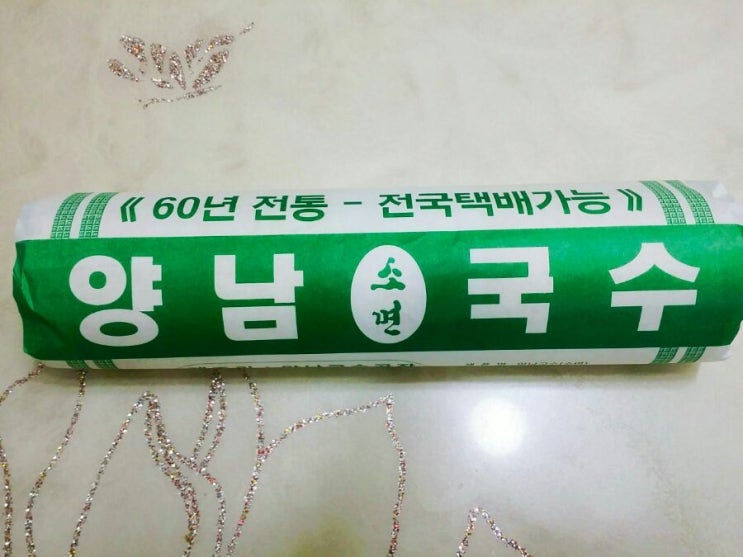 《 60년 전통 - 전국택배가능 》
양남 소면 국수